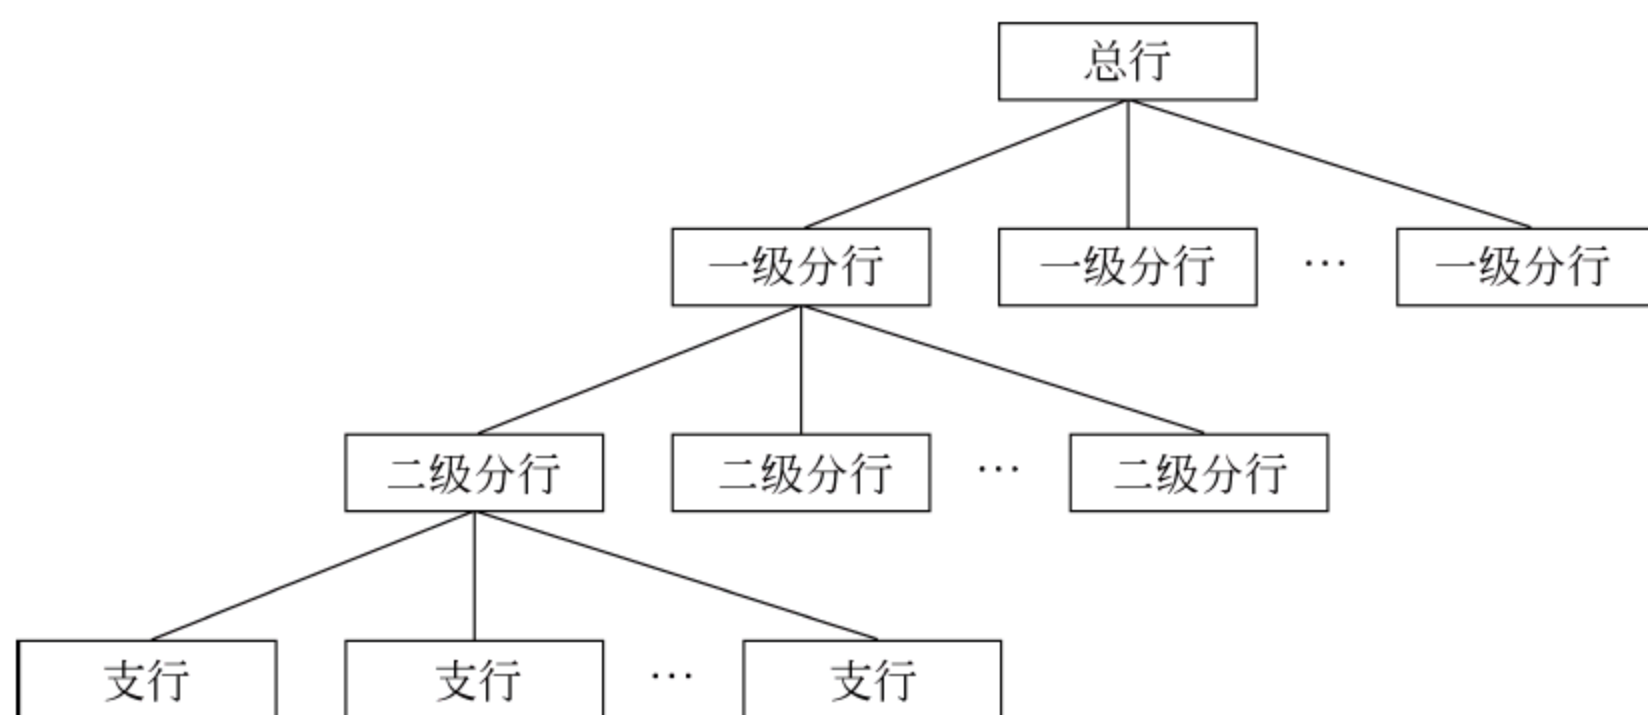 总行
一级分行 一级分行 … 一级分行
二级分行 二级分行 … 二级分行
支行 支行 … 支行